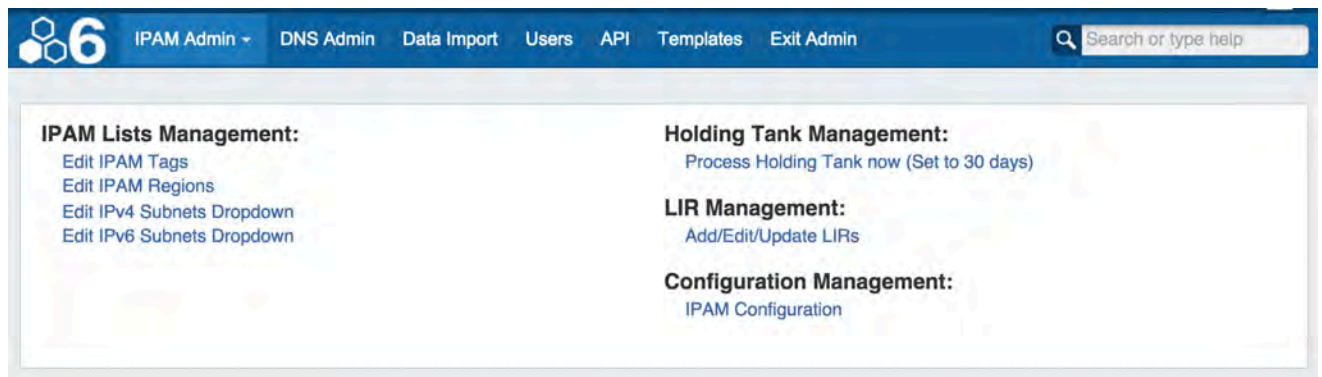 6 IPAM Admin DNS Admin Data Import Users API Templates Exit Admin Search or type help
IPAM Lists Management:
Edit IPAM Tags
Edit IPAM Regions
Edit IPv4 Subnets Dropdown
Edit IPv6 Subnets Dropdown
Holding Tank Management:
Process Holding Tank now (Set to 30 days)
LIR Management:
Add/Edit/Update LIRs
Configuration Management:
IPAM Configuration